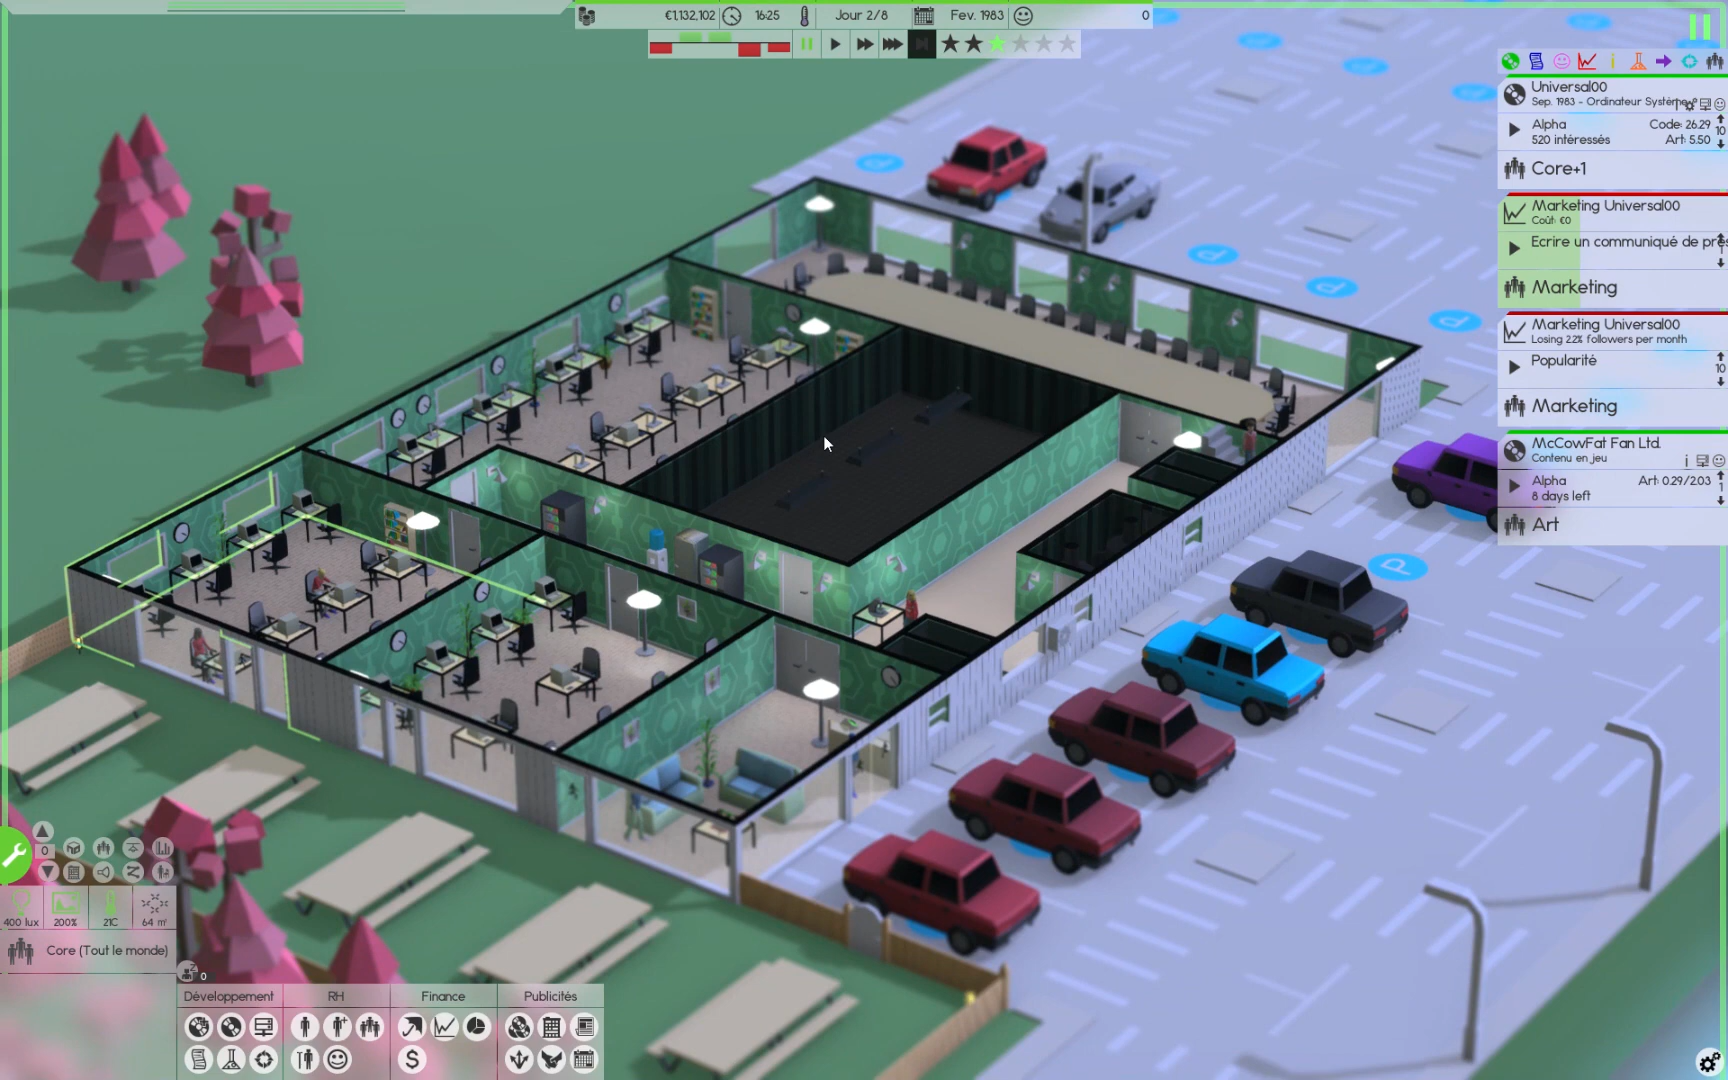 €1,132,102
16:25
Jour 2/8
Fev. 1983
0
Universal00
Sep. 1983 - Ordinateur Système
Alpha
Code: 26.29
520 intéressés
Art: 5.50
10
Core+1
Marketing Universal00
Coût: €0
Ecrire un communiqué de pres
Marketing
Marketing Universal00
Losing 22% followers per month
Popularité
10
Marketing
McCowFat Fan Ltd.
Contenu en jeu
Alpha
Art: 0.29/2.03
8 days left
1
Art
0
400 lux
200%
21C
64 m²
Core (Tout le monde)
0
Développement
RH
Finance
Publicités